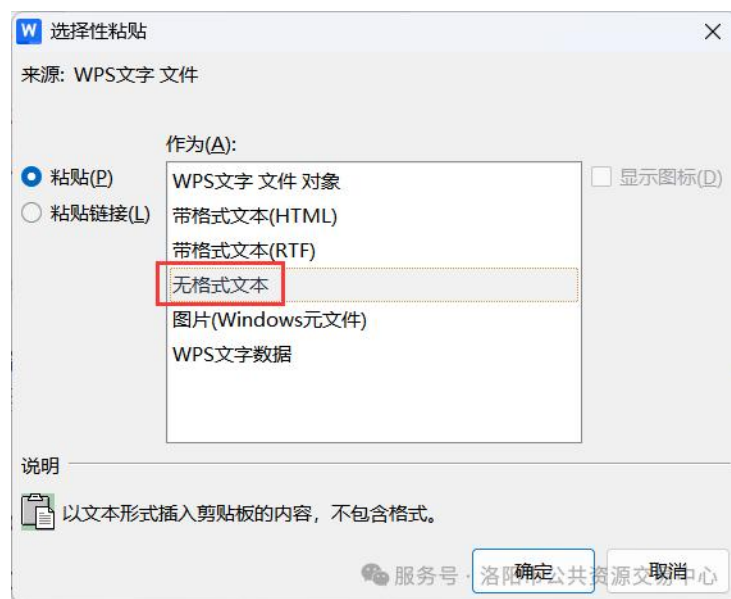 W 选择性粘贴
来源: WPS文字 文件
作为(A):
粘贴(P)
WPS文字 文件 对象
显示图标(D)
粘贴链接(L)
带格式文本(HTML)
带格式文本(RTF)
无格式文本
图片(Windows元文件)
WPS文字数据
说明
以文本形式插入剪贴板的内容，不包含格式。
确定
取消
服务号 · 洛阳市公共资源交易中心